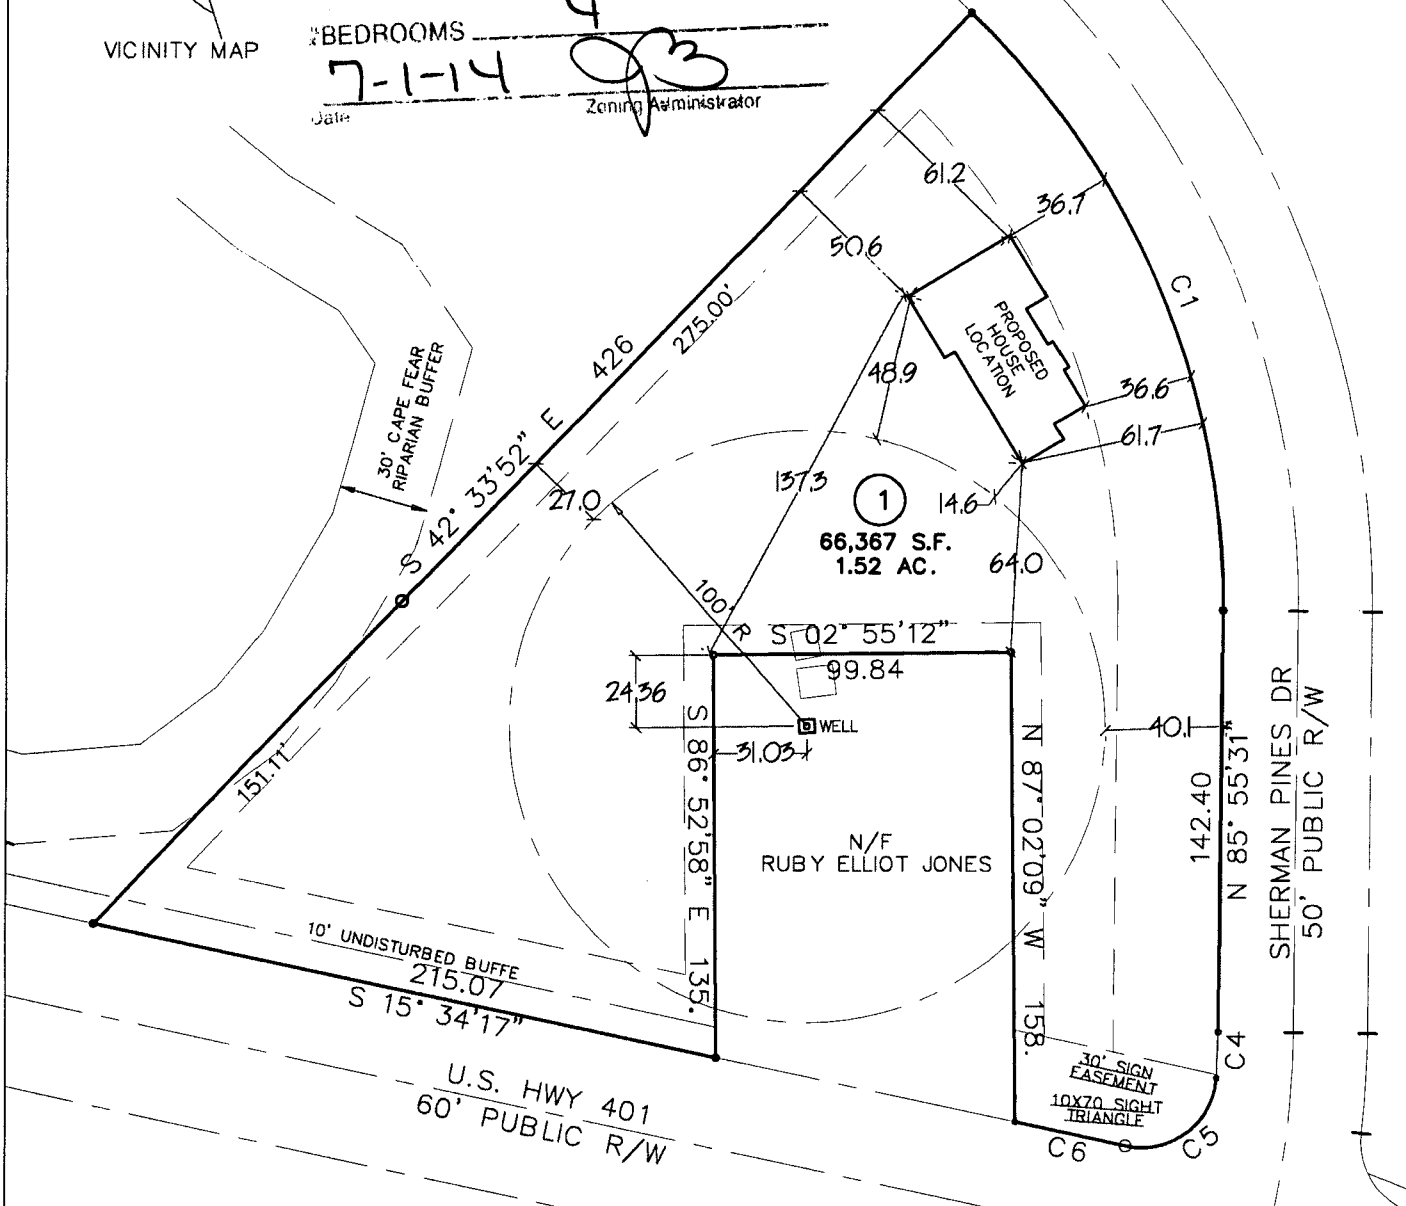 VICINITY MAP
BEDROOMS 4
7-1-14
Date
Zoning Administrator
61.2
36.7
50.6
C1
275.00'
426
PROPOSED
HOUSE
LOCATION
30' CAPE FEAR
RIPARIAN BUFFER
48.9
36.6
61.7
S 42° 33'52" E
27.0
137.3
1
14.6
66,367 S.F.
1.52 AC.
64.0
100' R
S 02° 55'12"
99.84
24.36
WELL
31.03
40.1
151.11'
S 86° 52'58" E 135.
N 87° 02'09" W 158.
142.40
N 85° 55'31"
SHERMAN PINES DR
50' PUBLIC R/W
N/F
RUBY ELLIOT JONES
10' UNDISTURBED BUFFE
215.07
S 15° 34'17"
U.S. HWY 401
60' PUBLIC R/W
C4
30' SIGN
EASEMENT
10X70 SIGHT
TRIANGLE
C6
C5